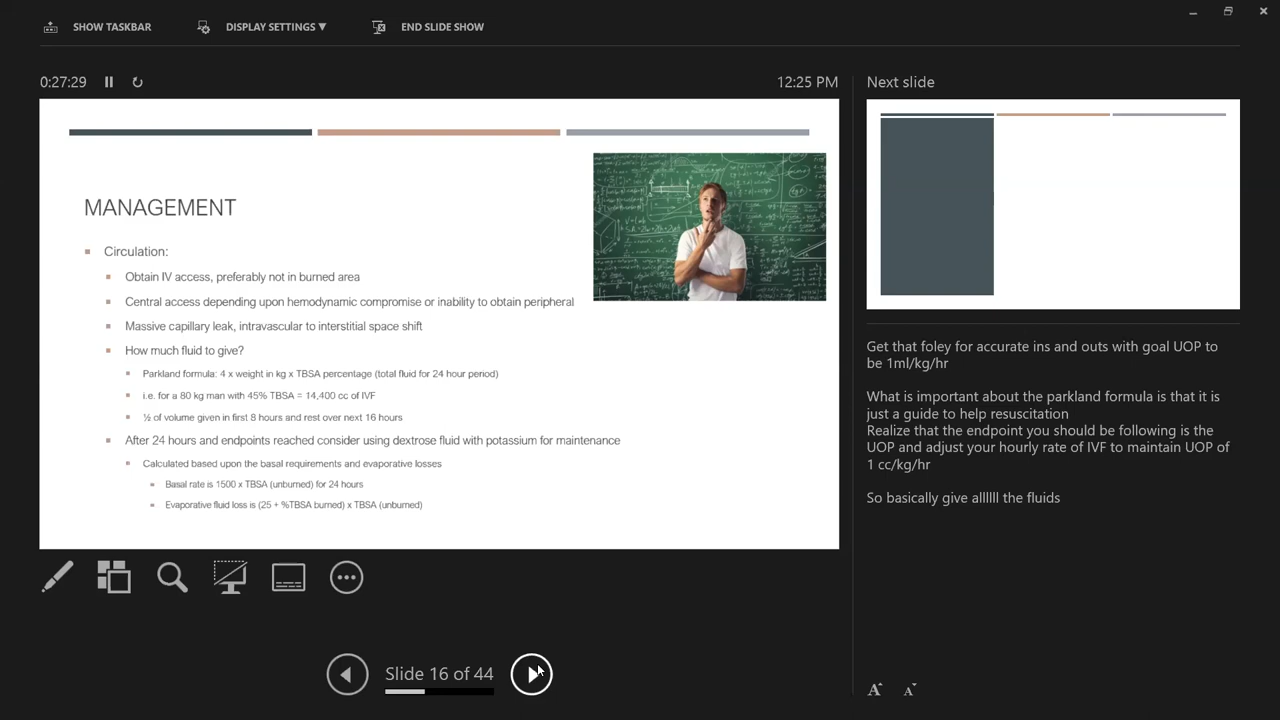 SHOW TASKBAR
DISPLAY SETTINGS ▼
END SLIDE SHOW
0:27:29
12:25 PM
MANAGEMENT
Circulation:
Obtain IV access, preferably not in burned area
Central access depending upon hemodynamic compromise or inability to obtain peripheral
Massive capillary leak, intravascular to interstitial space shift
How much fluid to give?
Parkland formula: 4 x weight in kg x TBSA percentage (total fluid for 24 hour period)
i.e. for a 80 kg man with 45% TBSA = 14,400 cc of IVF
½ of volume given in first 8 hours and rest over next 16 hours
After 24 hours and endpoints reached consider using dextrose fluid with potassium for maintenance
Calculated based upon the basal requirements and evaporative losses
Basal rate is 1500 x TBSA (unburned) for 24 hours
Evaporative fluid loss is (25 + %TBSA burned) x TBSA (unburned)
Slide 16 of 44
Next slide
Get that foley for accurate ins and outs with goal UOP to
be 1ml/kg/hr
What is important about the parkland formula is that it is
just a guide to help resuscitation
Realize that the endpoint you should be following is the
UOP and adjust your hourly rate of IVF to maintain UOP of
1 cc/kg/hr
So basically give allllll the fluids
A A